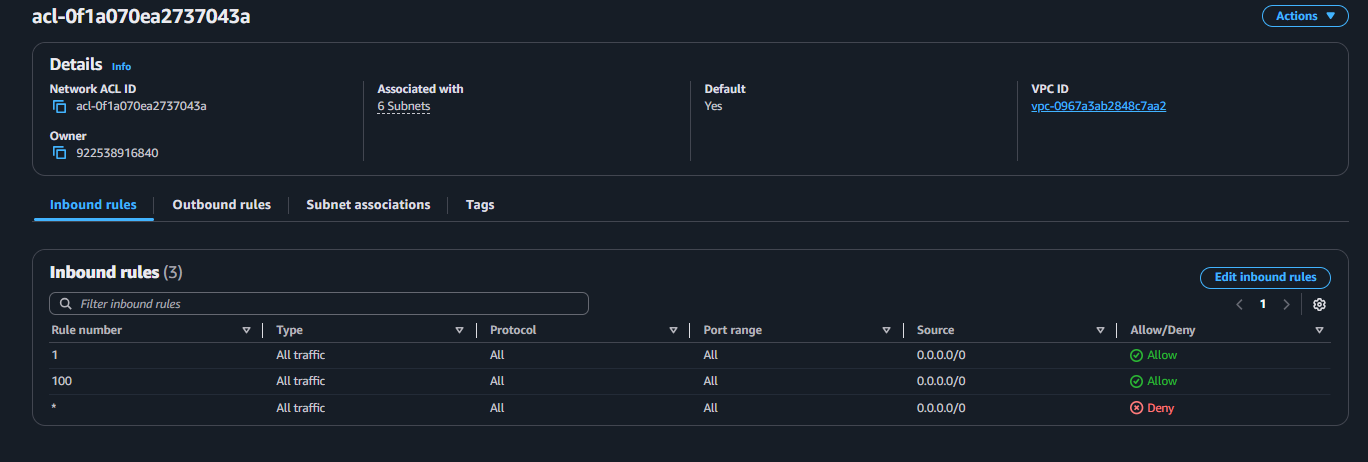 acl-0f1a070ea2737043a
Actions
Details Info
Network ACL ID Associated with Default VPC ID
acl-0f1a070ea2737043a 6 Subnets Yes vpc-0967a3ab2848c7aa2
Owner
922538916840
Inbound rules Outbound rules Subnet associations Tags
Inbound rules (3)
Edit inbound rules
Filter inbound rules
1
Rule number Type Protocol Port range Source Allow/Deny
1 All traffic All All 0.0.0.0/0 Allow
100 All traffic All All 0.0.0.0/0 Allow
* All traffic All All 0.0.0.0/0 Deny